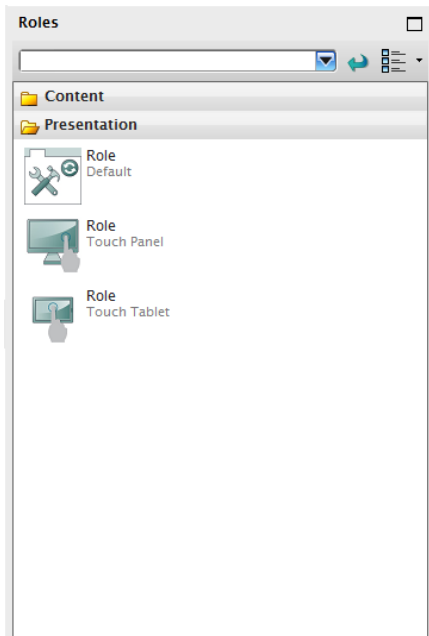 Roles
Content
Presentation
Role
Default
Role
Touch Panel
Role
Touch Tablet